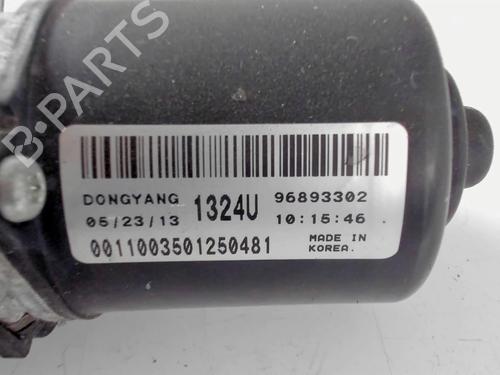 B-PARTS
DONGYANG 1324U 96893302
05/23/13 10:15:46
0011003501250481 MADE IN
KOREA.